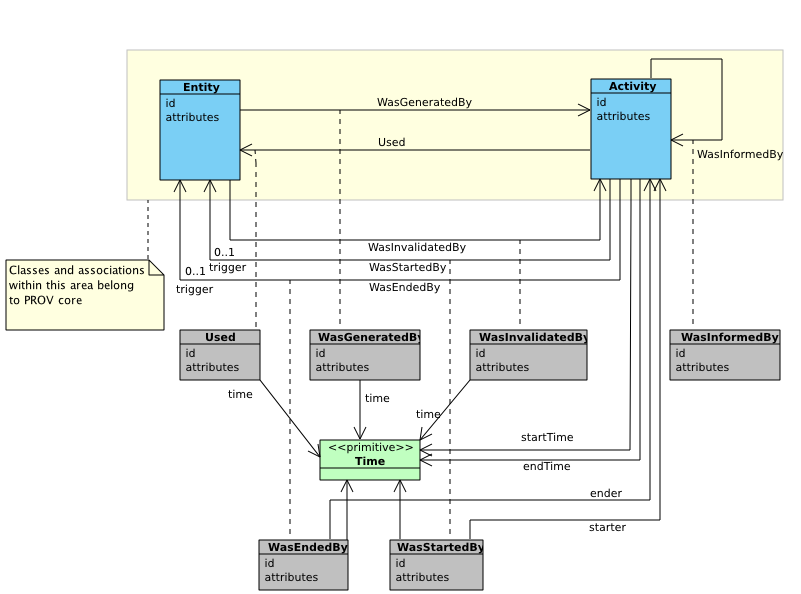 Entity
id
attributes
Activity
id
attributes
WasGeneratedBy
Used
WasInformedBy
WasInvalidatedBy
0..1
trigger
WasStartedBy
0..1
trigger
WasEndedBy
Classes and associations
within this area belong
to PROV core
Used
id
attributes
WasGeneratedBy
id
attributes
WasInvalidatedBy
id
attributes
WasInformedBy
id
attributes
time
time
time
<<primitive>>
Time
startTime
endTime
ender
starter
WasEndedBy
id
attributes
WasStartedBy
id
attributes